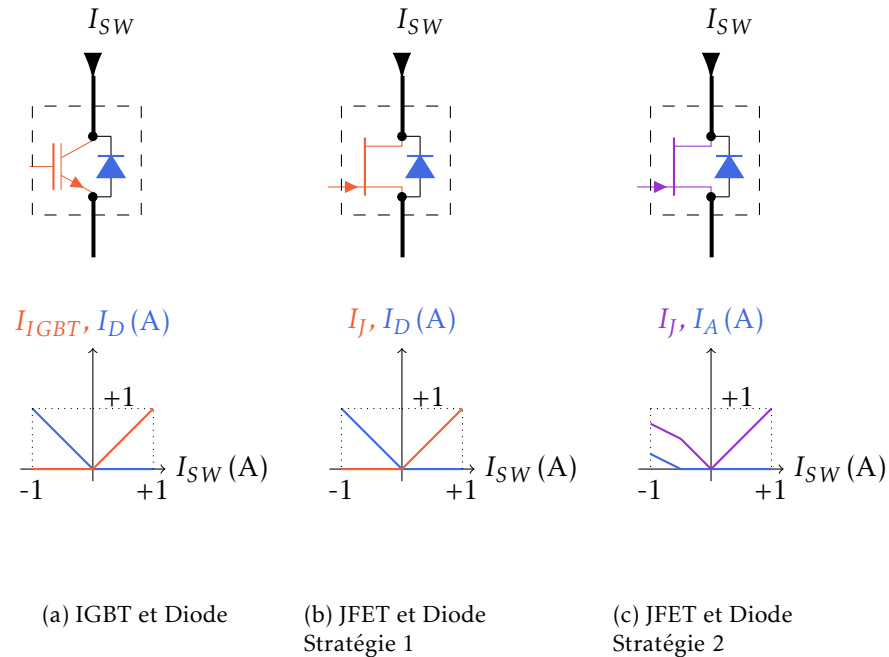 I_SW
I_SW
I_SW
I_IGBT, I_D (A)
+1
I_SW (A)
-1
+1
I_J, I_D (A)
+1
I_SW (A)
-1
+1
I_J, I_A (A)
+1
I_SW (A)
-1
+1
(a) IGBT et Diode
(b) JFET et Diode
Stratégie 1
(c) JFET et Diode
Stratégie 2